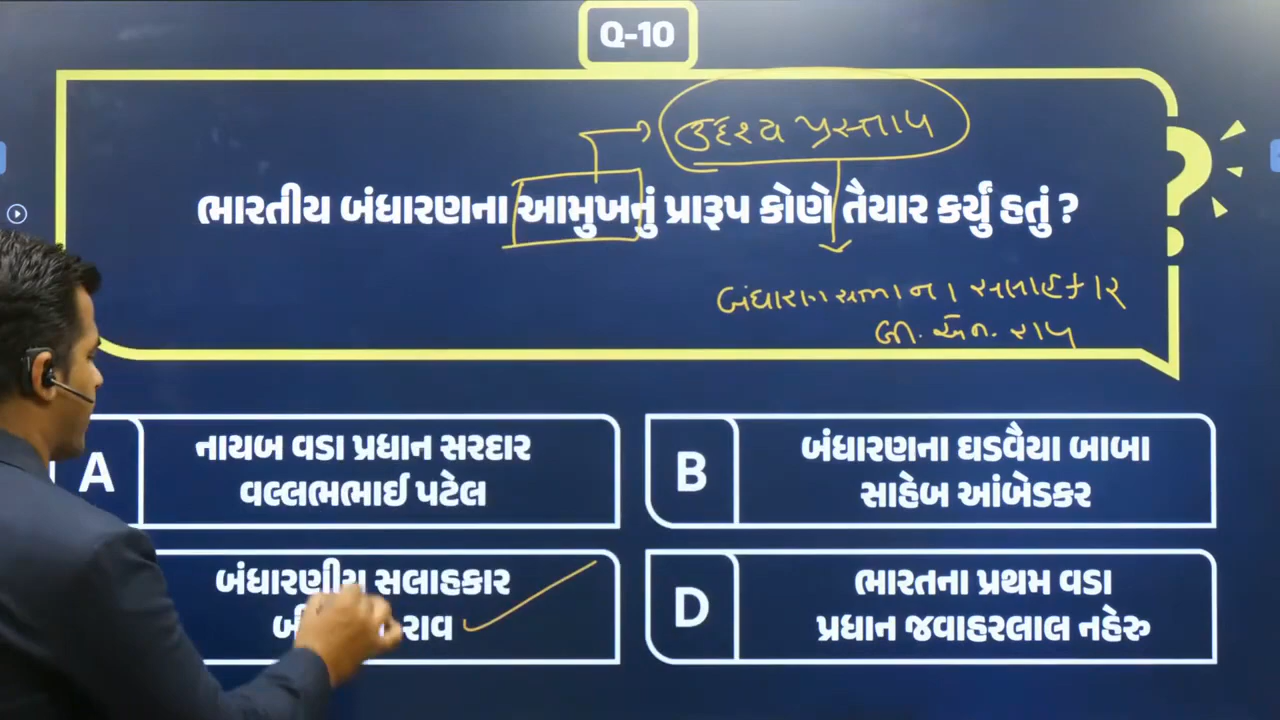 Q-10
ઉદ્દેશ્ય પ્રસ્તાવ
ભારતીય બંધારણના આમુખનું પ્રારૂપ કોણે તૈયાર કર્યું હતું ?
બંધારણસભાના સલાહકાર
બી. એન. રાવ
A
નાયબ વડા પ્રધાન સરદાર
વલ્લભભાઈ પટેલ
B
બંધારણના ઘડવૈયા બાબા
સાહેબ આંબેડકર
બંધારણીય સલાહકાર
રાવ
D
ભારતના પ્રથમ વડા
પ્રધાન જવાહરલાલ નહેરુ